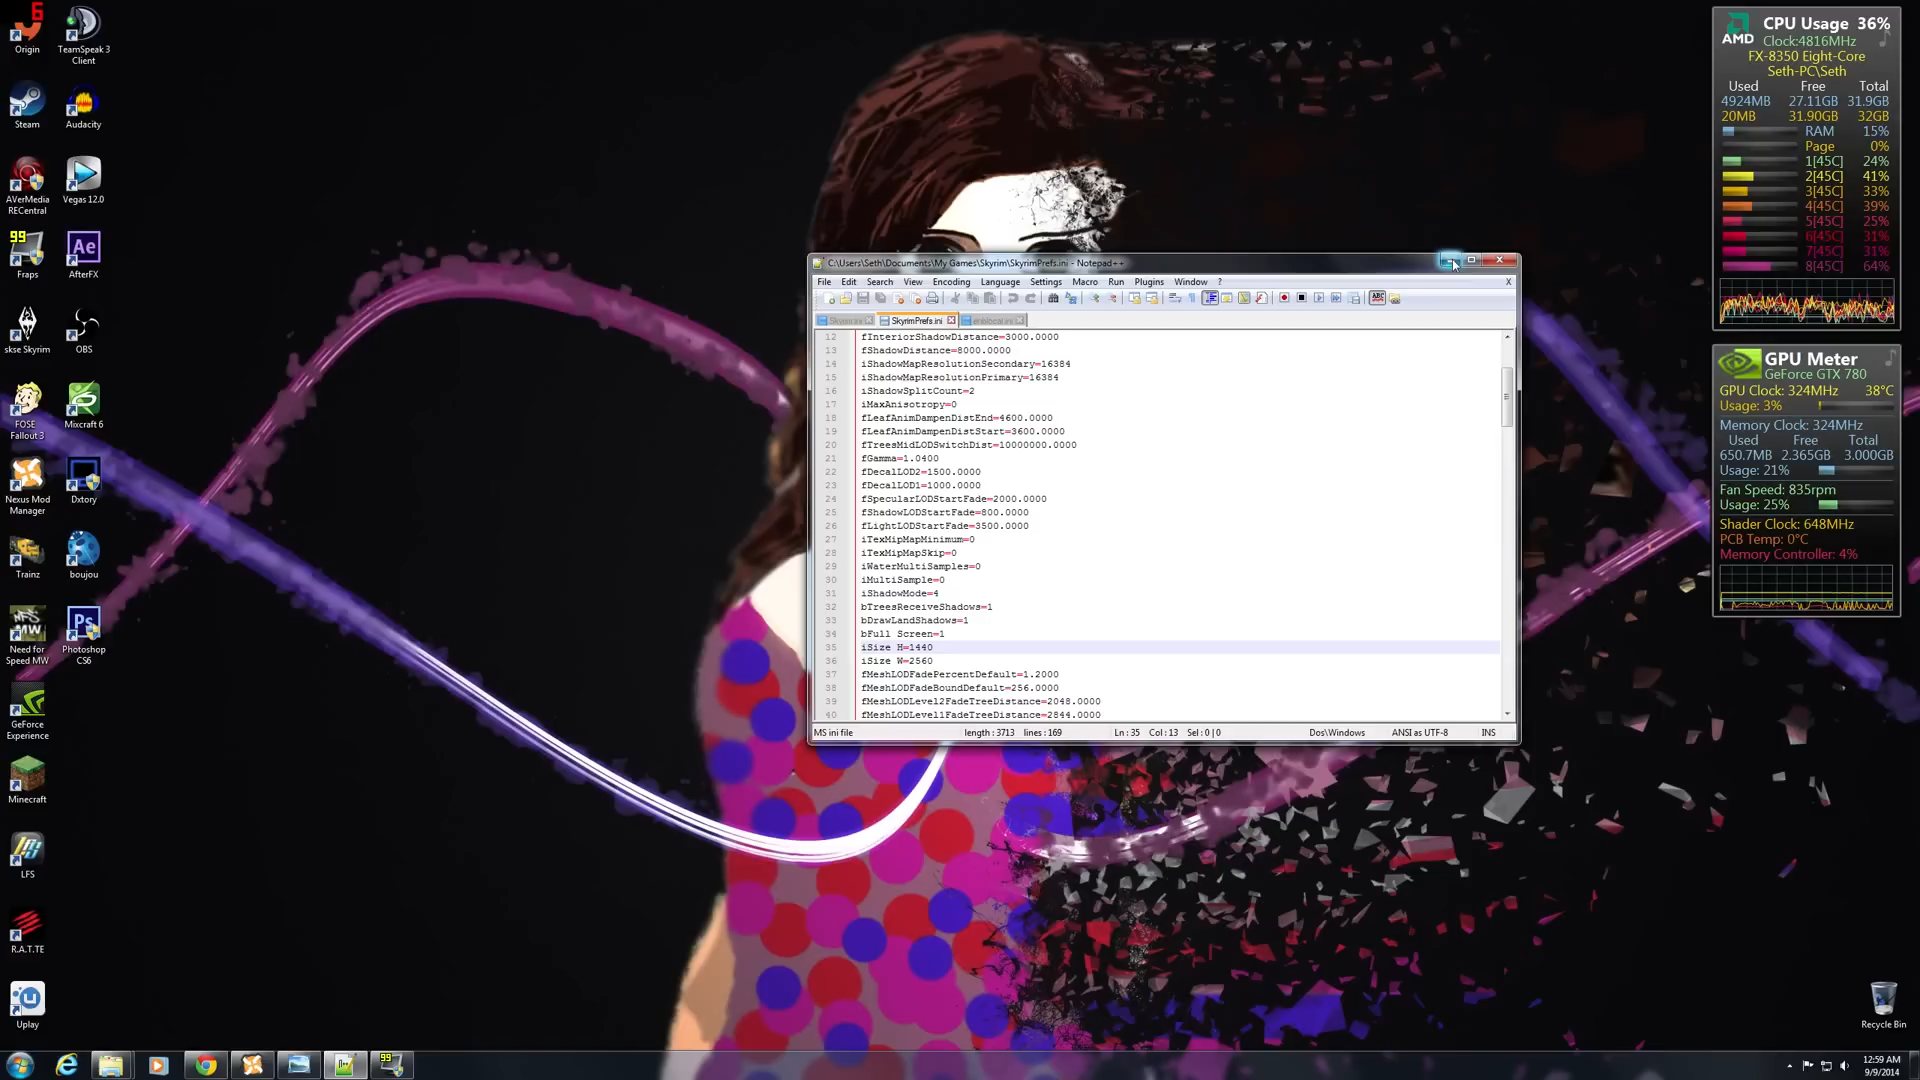 6
Origin
TeamSpeak 3
Client
Steam
Audacity
AVerMedia
RECentral
Vegas 12.0
99
Fraps
Ae
AfterFX
skse Skyrim
OBS
FOSE
Fallout 3
Mixcraft 6
Nexus Mod
Manager
Dxtory
Trainz
boujou
NFS
MW
Need for
Speed MW
Ps
Photoshop
CS6
GeForce
Experience
Minecraft
LFS
R.A.T.TE
Uplay
C:\Users\Seth\Documents\My Games\Skyrim\SkyrimPrefs.ini - Notepad++
File Edit Search View Encoding Language Settings Macro Run Plugins Window ? X
Skyrim.ini SkyrimPrefs.ini enblocal.ini
12 fInteriorShadowDistance=3000.0000
13 fShadowDistance=8000.0000
14 iShadowMapResolutionSecondary=16384
15 iShadowMapResolutionPrimary=16384
16 iShadowSplitCount=2
17 iMaxAnisotropy=0
18 fLeafAnimDampenDistEnd=4600.0000
19 fLeafAnimDampenDistStart=3600.0000
20 fTreesMidLODSwitchDist=10000000.0000
21 fGamma=1.0400
22 fDecalLOD2=1500.0000
23 fDecalLOD1=1000.0000
24 fSpecularLODStartFade=2000.0000
25 fShadowLODStartFade=800.0000
26 fLightLODStartFade=3500.0000
27 iTexMipMapMinimum=0
28 iTexMipMapSkip=0
29 iWaterMultiSamples=0
30 iMultiSample=0
31 iShadowMode=4
32 bTreesReceiveShadows=1
33 bDrawLandShadows=1
34 bFull Screen=1
35 iSize H=1440
36 iSize W=2560
37 fMeshLODFadePercentDefault=1.2000
38 fMeshLODFadeBoundDefault=256.0000
39 fMeshLODLevel2FadeTreeDistance=2048.0000
40 fMeshLODLevel1FadeTreeDistance=2844.0000
MS ini file length : 3713 lines : 169 Ln : 35 Col : 13 Sel : 0 | 0 Dos\Windows ANSI as UTF-8 INS
AMD
CPU Usage 36%
Clock:4816MHz
FX-8350 Eight-Core
Seth-PC\Seth
Used Free Total
4924MB 27.11GB 31.9GB
20MB 31.90GB 32GB
RAM 15%
Page 0%
1[45C] 24%
2[45C] 41%
3[45C] 33%
4[45C] 39%
5[45C] 25%
6[45C] 31%
7[45C] 31%
8[45C] 64%
GPU Meter
GeForce GTX 780
GPU Clock: 324MHz 38°C
Usage: 3%
Memory Clock: 324MHz
Used Free Total
650.7MB 2.365GB 3.000GB
Usage: 21%
Fan Speed: 835rpm
Usage: 25%
Shader Clock: 648MHz
PCB Temp: 0°C
Memory Controller: 4%
Recycle Bin
99
12:59 AM
9/9/2014